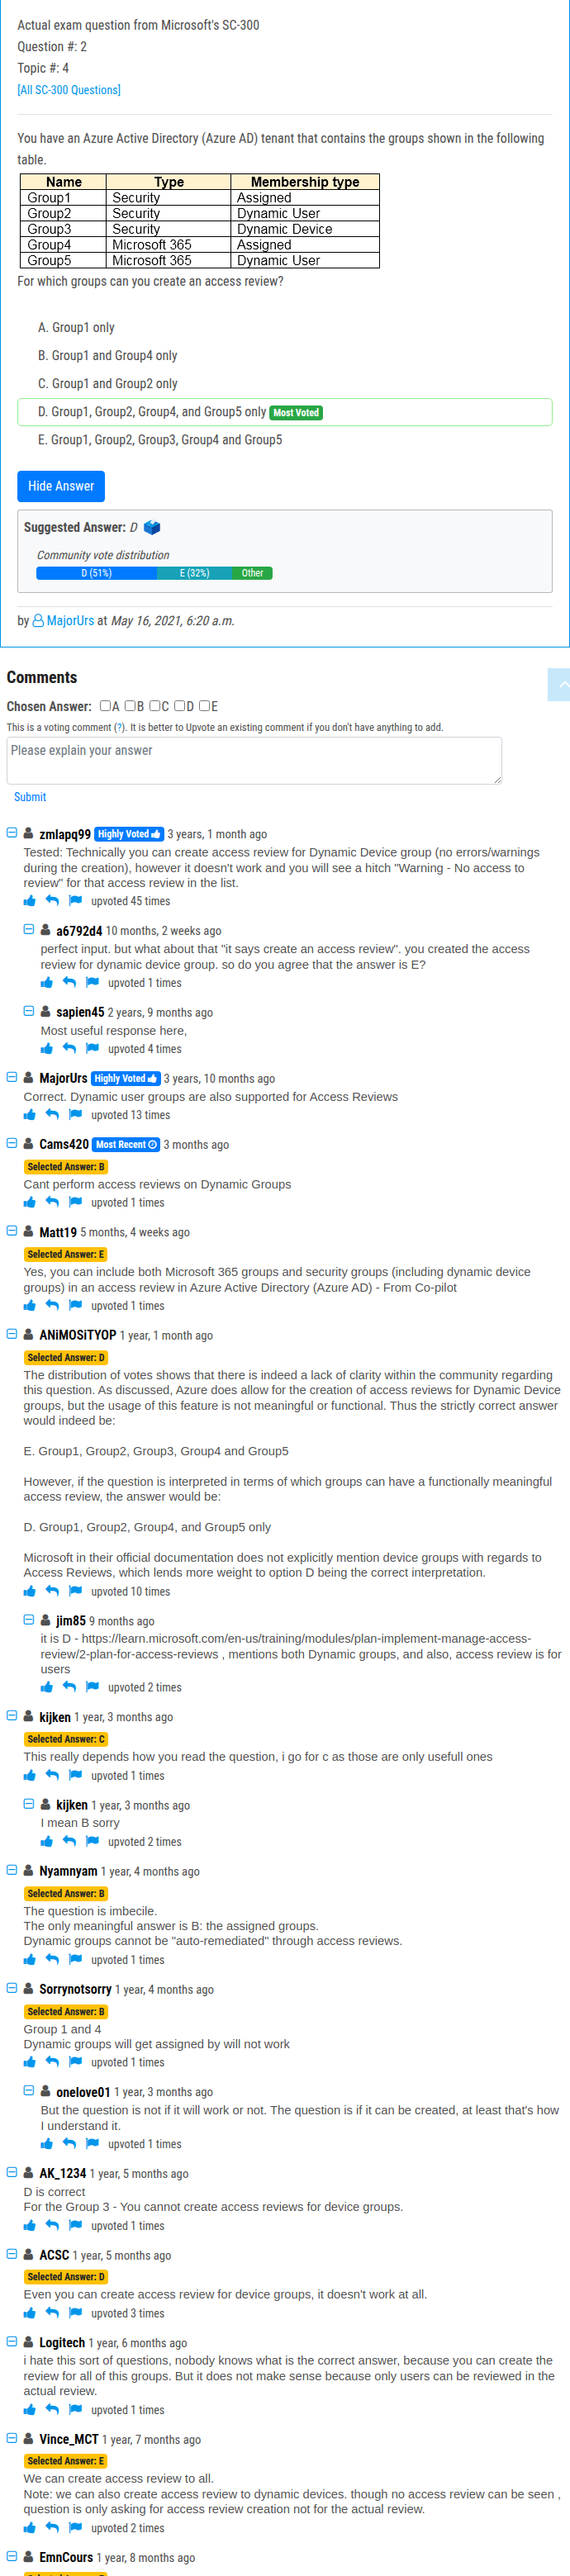 Actual exam question from Microsoft's SC-300
Question #: 2
Topic #: 4
[All SC-300 Questions]
You have an Azure Active Directory (Azure AD) tenant that contains the groups shown in the following
table.
Name Type Membership type
Group1 Security Assigned
Group2 Security Dynamic User
Group3 Security Dynamic Device
Group4 Microsoft 365 Assigned
Group5 Microsoft 365 Dynamic User
For which groups can you create an access review?
A. Group1 only
B. Group1 and Group4 only
C. Group1 and Group2 only
D. Group1, Group2, Group4, and Group5 only Most Voted
E. Group1, Group2, Group3, Group4 and Group5
Hide Answer
Suggested Answer: D
Community vote distribution
D (51%) E (32%) Other
by MajorUrs at May 16, 2021, 6:20 a.m.
Comments
Chosen Answer: A B C D E
This is a voting comment (?). It is better to Upvote an existing comment if you don't have anything to add.
Please explain your answer
Submit
zmlapq99 Highly Voted 3 years, 1 month ago
Tested: Technically you can create access review for Dynamic Device group (no errors/warnings
during the creation), however it doesn't work and you will see a hitch "Warning - No access to
review" for that access review in the list.
upvoted 45 times
a6792d4 10 months, 2 weeks ago
perfect input. but what about that "it says create an access review". you created the access
review for dynamic device group. so do you agree that the answer is E?
upvoted 1 times
sapien45 2 years, 9 months ago
Most useful response here,
upvoted 4 times
MajorUrs Highly Voted 3 years, 10 months ago
Correct. Dynamic user groups are also supported for Access Reviews
upvoted 13 times
Cams420 Most Recent 3 months ago
Selected Answer: B
Cant perform access reviews on Dynamic Groups
upvoted 1 times
Matt19 5 months, 4 weeks ago
Selected Answer: E
Yes, you can include both Microsoft 365 groups and security groups (including dynamic device
groups) in an access review in Azure Active Directory (Azure AD) - From Co-pilot
upvoted 1 times
ANiMOSiTYOP 1 year, 1 month ago
Selected Answer: D
The distribution of votes shows that there is indeed a lack of clarity within the community regarding
this question. As discussed, Azure does allow for the creation of access reviews for Dynamic Device
groups, but the usage of this feature is not meaningful or functional. Thus the strictly correct answer
would indeed be:
E. Group1, Group2, Group3, Group4 and Group5
However, if the question is interpreted in terms of which groups can have a functionally meaningful
access review, the answer would be:
D. Group1, Group2, Group4, and Group5 only
Microsoft in their official documentation does not explicitly mention device groups with regards to
Access Reviews, which lends more weight to option D being the correct interpretation.
upvoted 10 times
jim85 9 months ago
it is D - https://learn.microsoft.com/en-us/training/modules/plan-implement-manage-access-
review/2-plan-for-access-reviews , mentions both Dynamic groups, and also, access review is for
users
upvoted 2 times
kijken 1 year, 3 months ago
Selected Answer: C
This really depends how you read the question, i go for c as those are only usefull ones
upvoted 1 times
kijken 1 year, 3 months ago
I mean B sorry
upvoted 2 times
Nyamnyam 1 year, 4 months ago
Selected Answer: B
The question is imbecile.
The only meaningful answer is B: the assigned groups.
Dynamic groups cannot be "auto-remediated" through access reviews.
upvoted 1 times
Sorrynotsorry 1 year, 4 months ago
Selected Answer: B
Group 1 and 4
Dynamic groups will get assigned by will not work
upvoted 1 times
onelove01 1 year, 3 months ago
But the question is not if it will work or not. The question is if it can be created, at least that's how
I understand it.
upvoted 1 times
AK_1234 1 year, 5 months ago
D is correct
For the Group 3 - You cannot create access reviews for device groups.
upvoted 1 times
ACSC 1 year, 5 months ago
Selected Answer: D
Even you can create access review for device groups, it doesn't work at all.
upvoted 3 times
Logitech 1 year, 6 months ago
i hate this sort of questions, nobody knows what is the correct answer, because you can create the
review for all of this groups. But it does not make sense because only users can be reviewed in the
actual review.
upvoted 1 times
Vince_MCT 1 year, 7 months ago
Selected Answer: E
We can create access review to all.
Note: we can also create access review to dynamic devices. though no access review can be seen ,
question is only asking for access review creation not for the actual review.
upvoted 2 times
EmnCours 1 year, 8 months ago